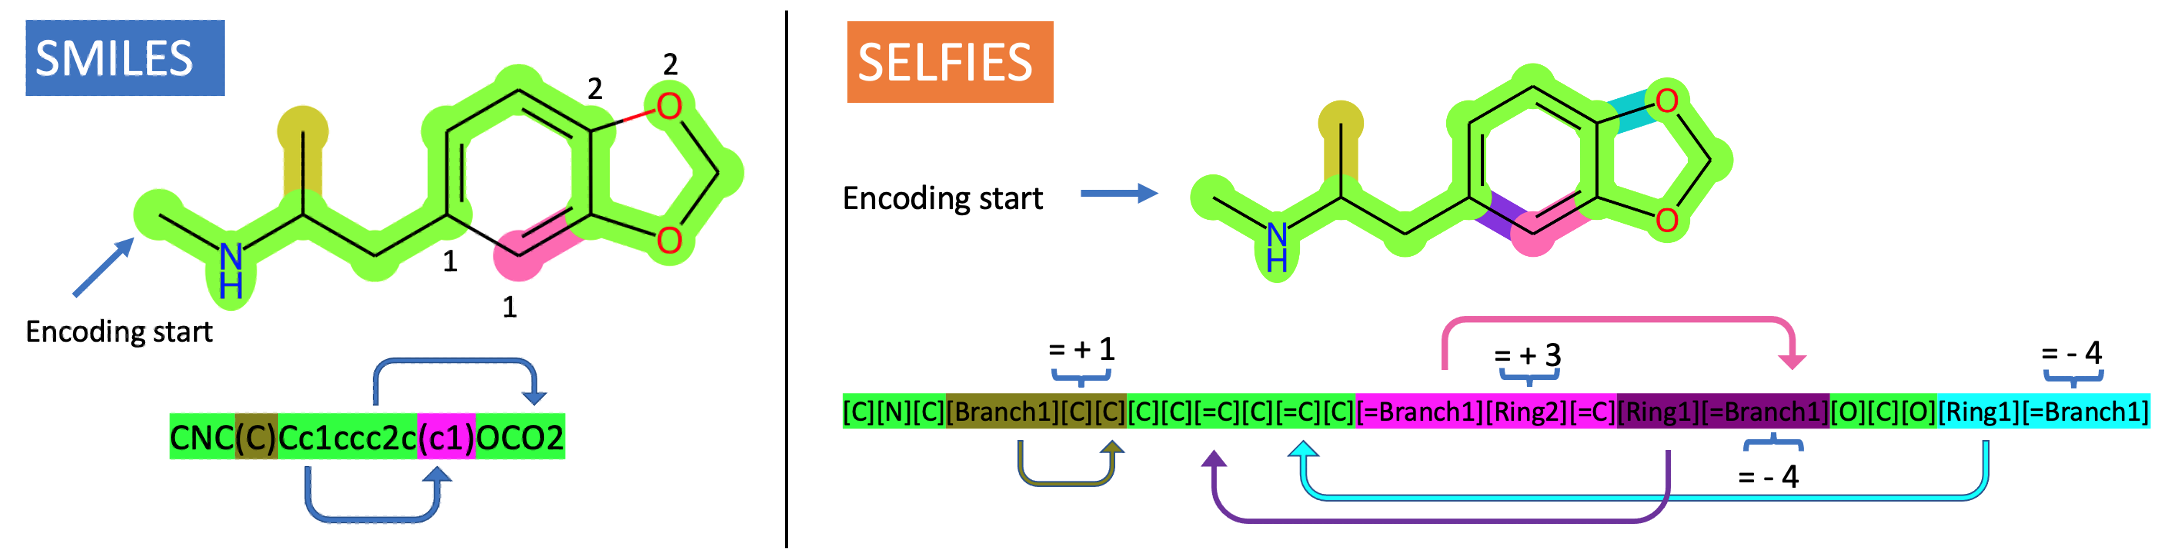 SMILES
2
2
O
O
N
H
1
1
Encoding start
CNC(C)Cc1ccc2c(c1)OCO2
SELFIES
O
O
N
H
Encoding start
= + 1
= + 3
= - 4
[C][N][C][Branch1][C][C][C][C][=C][C][=C][C][=Branch1][Ring2][=C][Ring1][=Branch1][O][C][O][Ring1][=Branch1]
= - 4